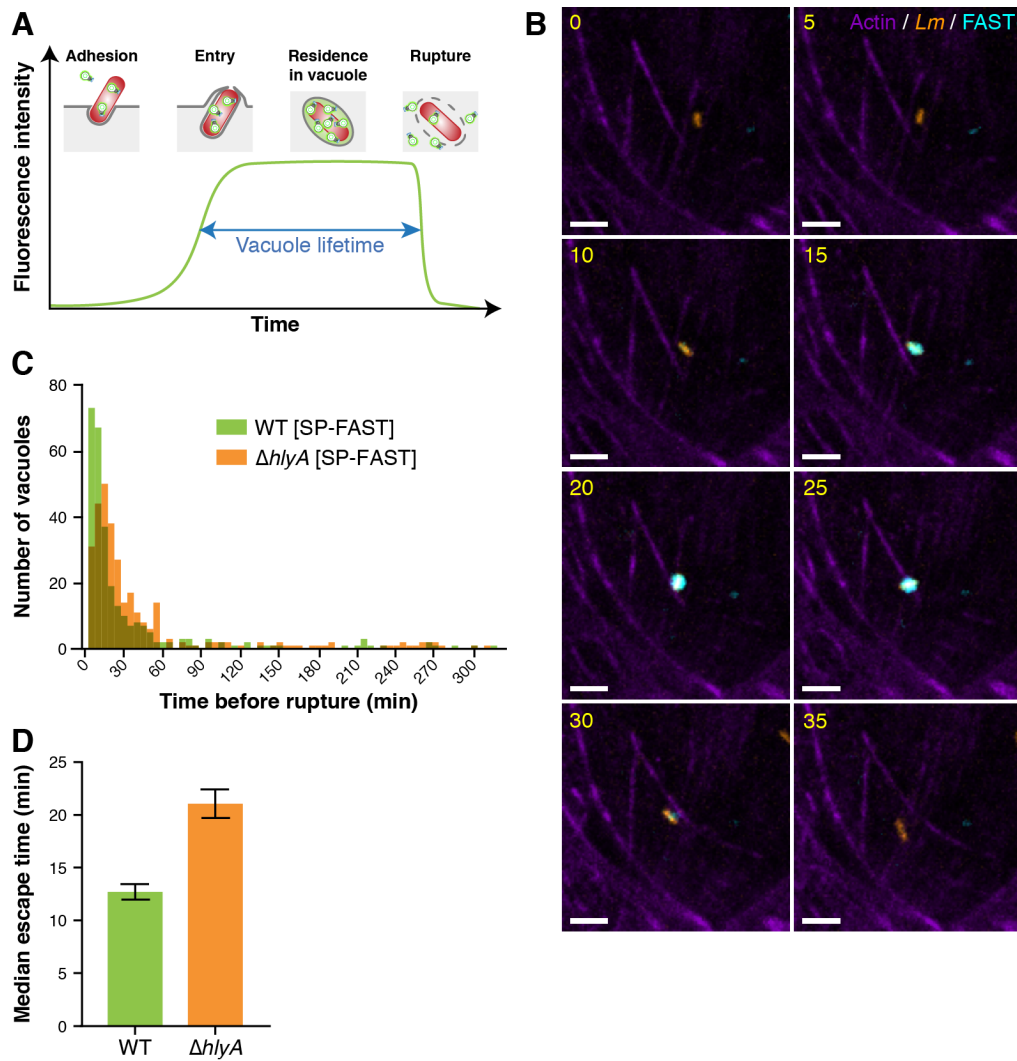 A
Adhesion
Entry
Residence
in vacuole
Rupture
Fluorescence intensity
Vacuole lifetime
Time
B
0
5
Actin / Lm / FAST
10
15
20
25
30
35
C
80
60
40
20
0
Number of vacuoles
WT [SP-FAST]
ΔhlyA [SP-FAST]
0
30
60
90
120
150
180
210
240
270
300
Time before rupture (min)
D
25
20
15
10
5
0
Median escape time (min)
WT
ΔhlyA